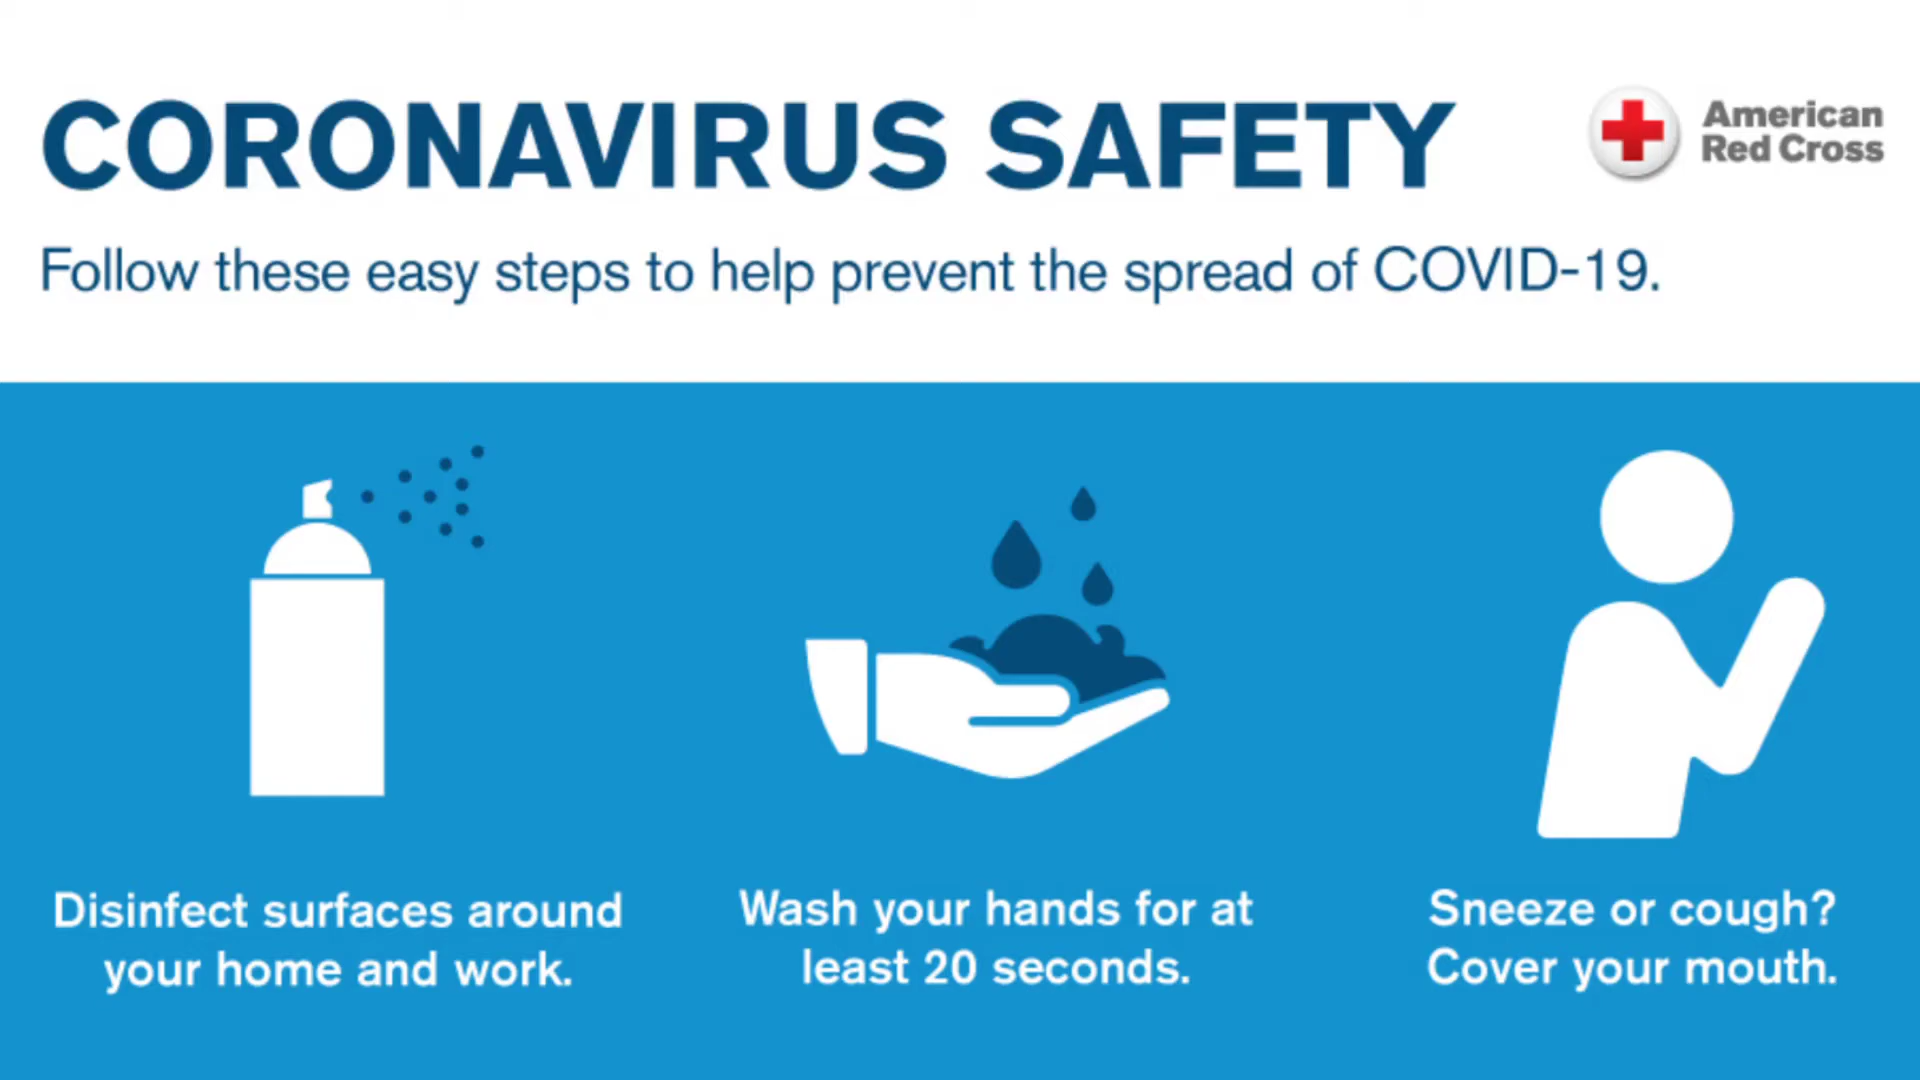 CORONAVIRUS SAFETY
American
Red Cross
Follow these easy steps to help prevent the spread of COVID-19.
Disinfect surfaces around
your home and work.
Wash your hands for at
least 20 seconds.
Sneeze or cough?
Cover your mouth.